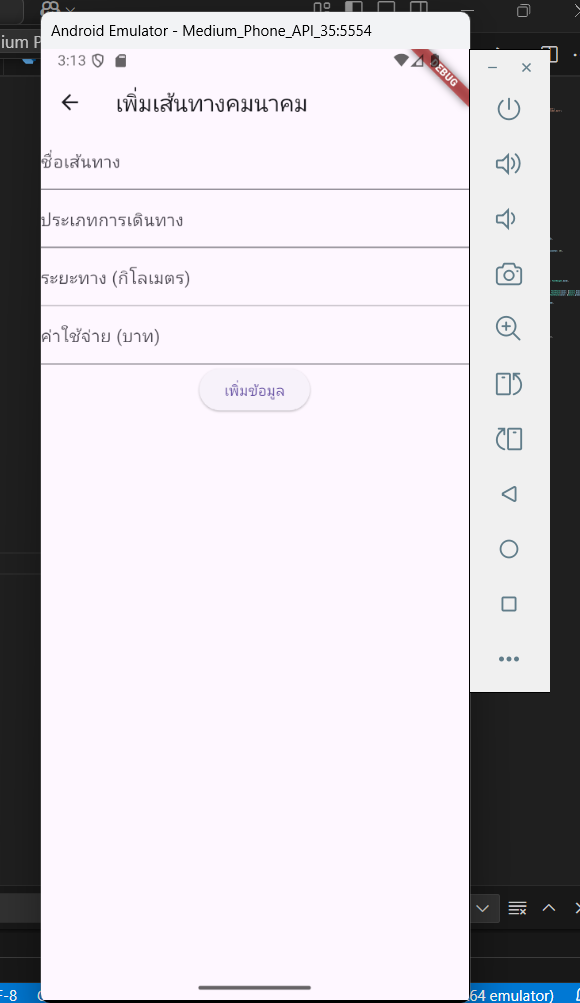 ium P
Android Emulator - Medium_Phone_API_35:5554
3:13
DEBUG
เพิ่มเส้นทางคมนาคม
ชื่อเส้นทาง
ประเภทการเดินทาง
ระยะทาง (กิโลเมตร)
ค่าใช้จ่าย (บาท)
เพิ่มข้อมูล
F-8
64 emulator)